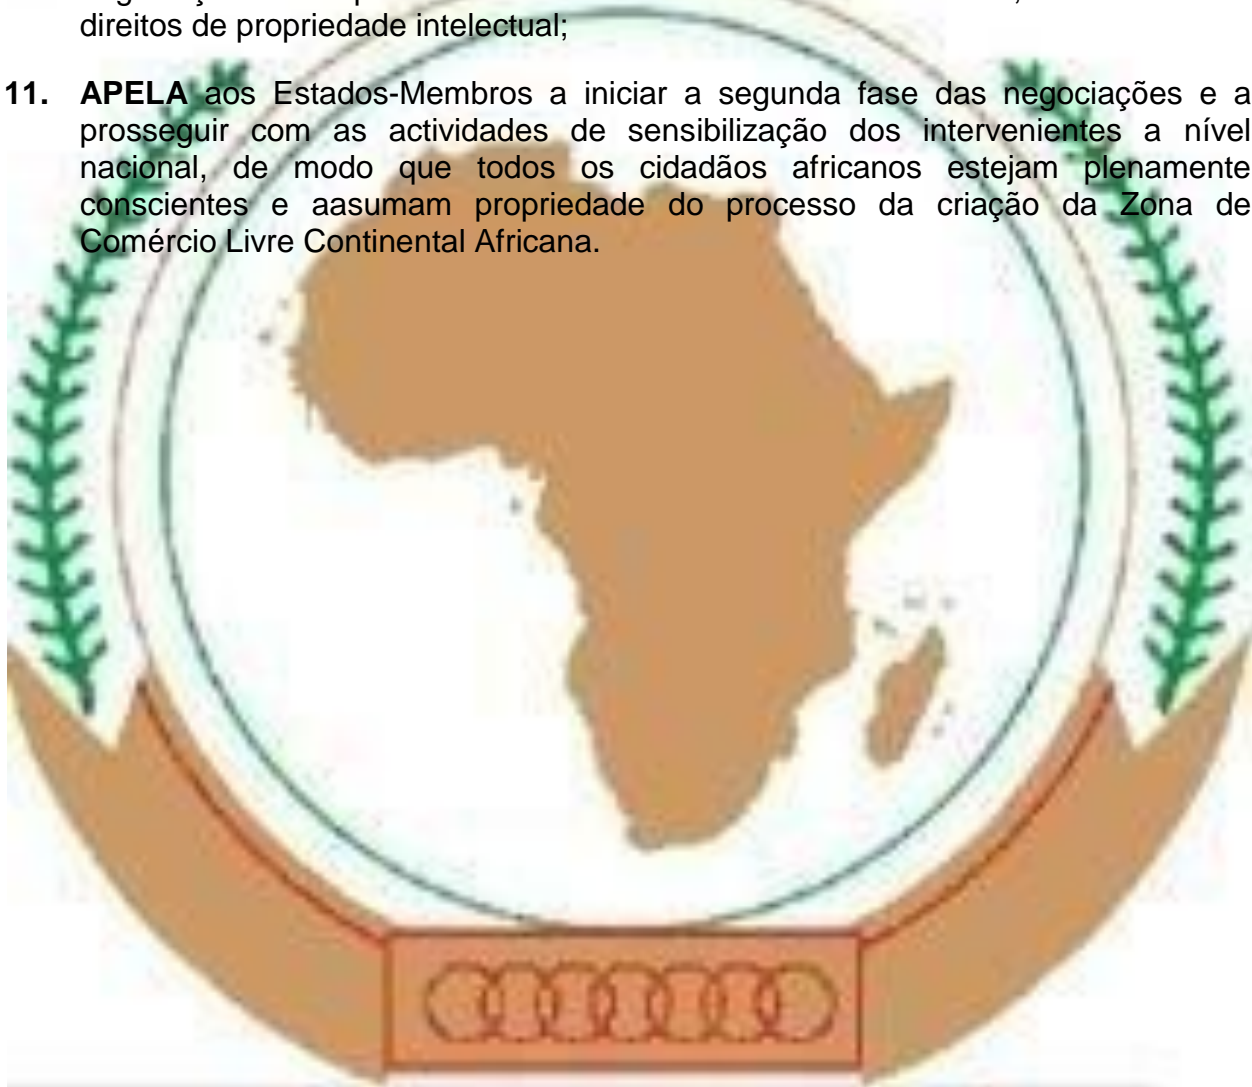 direitos de propriedade intelectual;
11. APELA aos Estados-Membros a iniciar a segunda fase das negociações e a
prosseguir com as actividades de sensibilização dos intervenientes a nível
nacional, de modo que todos os cidadãos africanos estejam plenamente
conscientes e aasumam propriedade do processo da criação da Zona de
Comércio Livre Continental Africana.